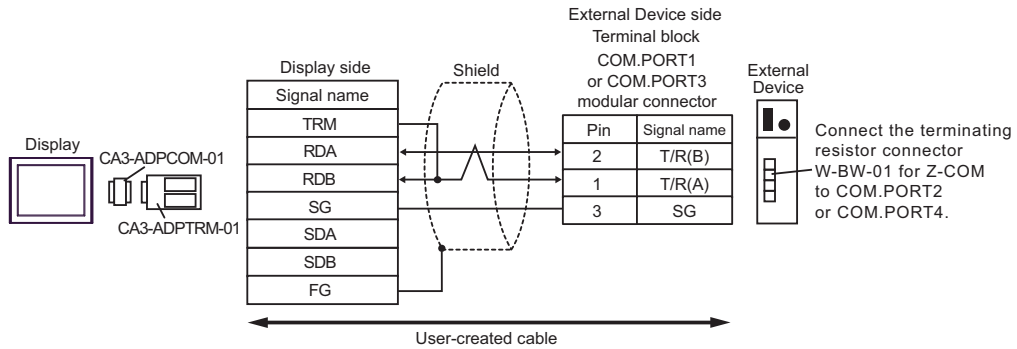 External Device side
Terminal block
COM.PORT1
or COM.PORT3
modular connector
Display side
Shield
External
Device
Signal name
TRM
RDA
RDB
SG
SDA
SDB
FG
Pin
Signal name
2
T/R(B)
1
T/R(A)
3
SG
Display
CA3-ADPCOM-01
CA3-ADPTRM-01
Connect the terminating
resistor connector
W-BW-01 for Z-COM
to COM.PORT2
or COM.PORT4.
User-created cable